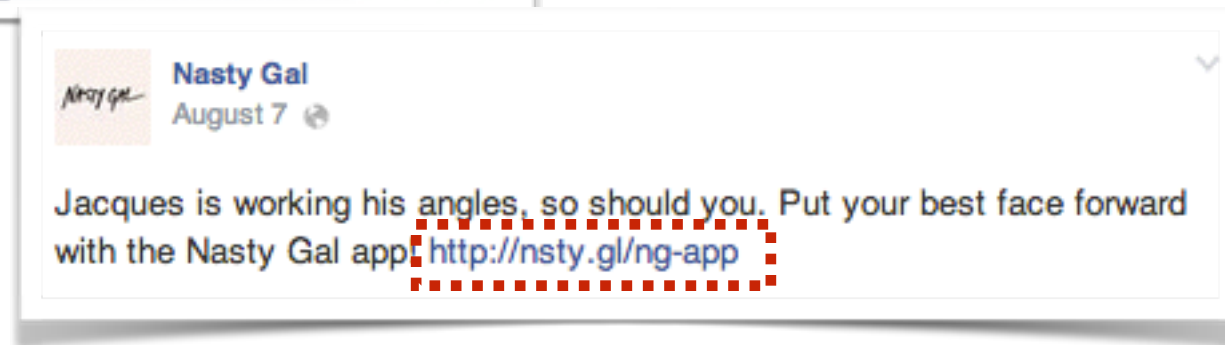 Nasty Gal
Nasty Gal
August 7
Jacques is working his angles, so should you. Put your best face forward
with the Nasty Gal app! http://nsty.gl/ng-app